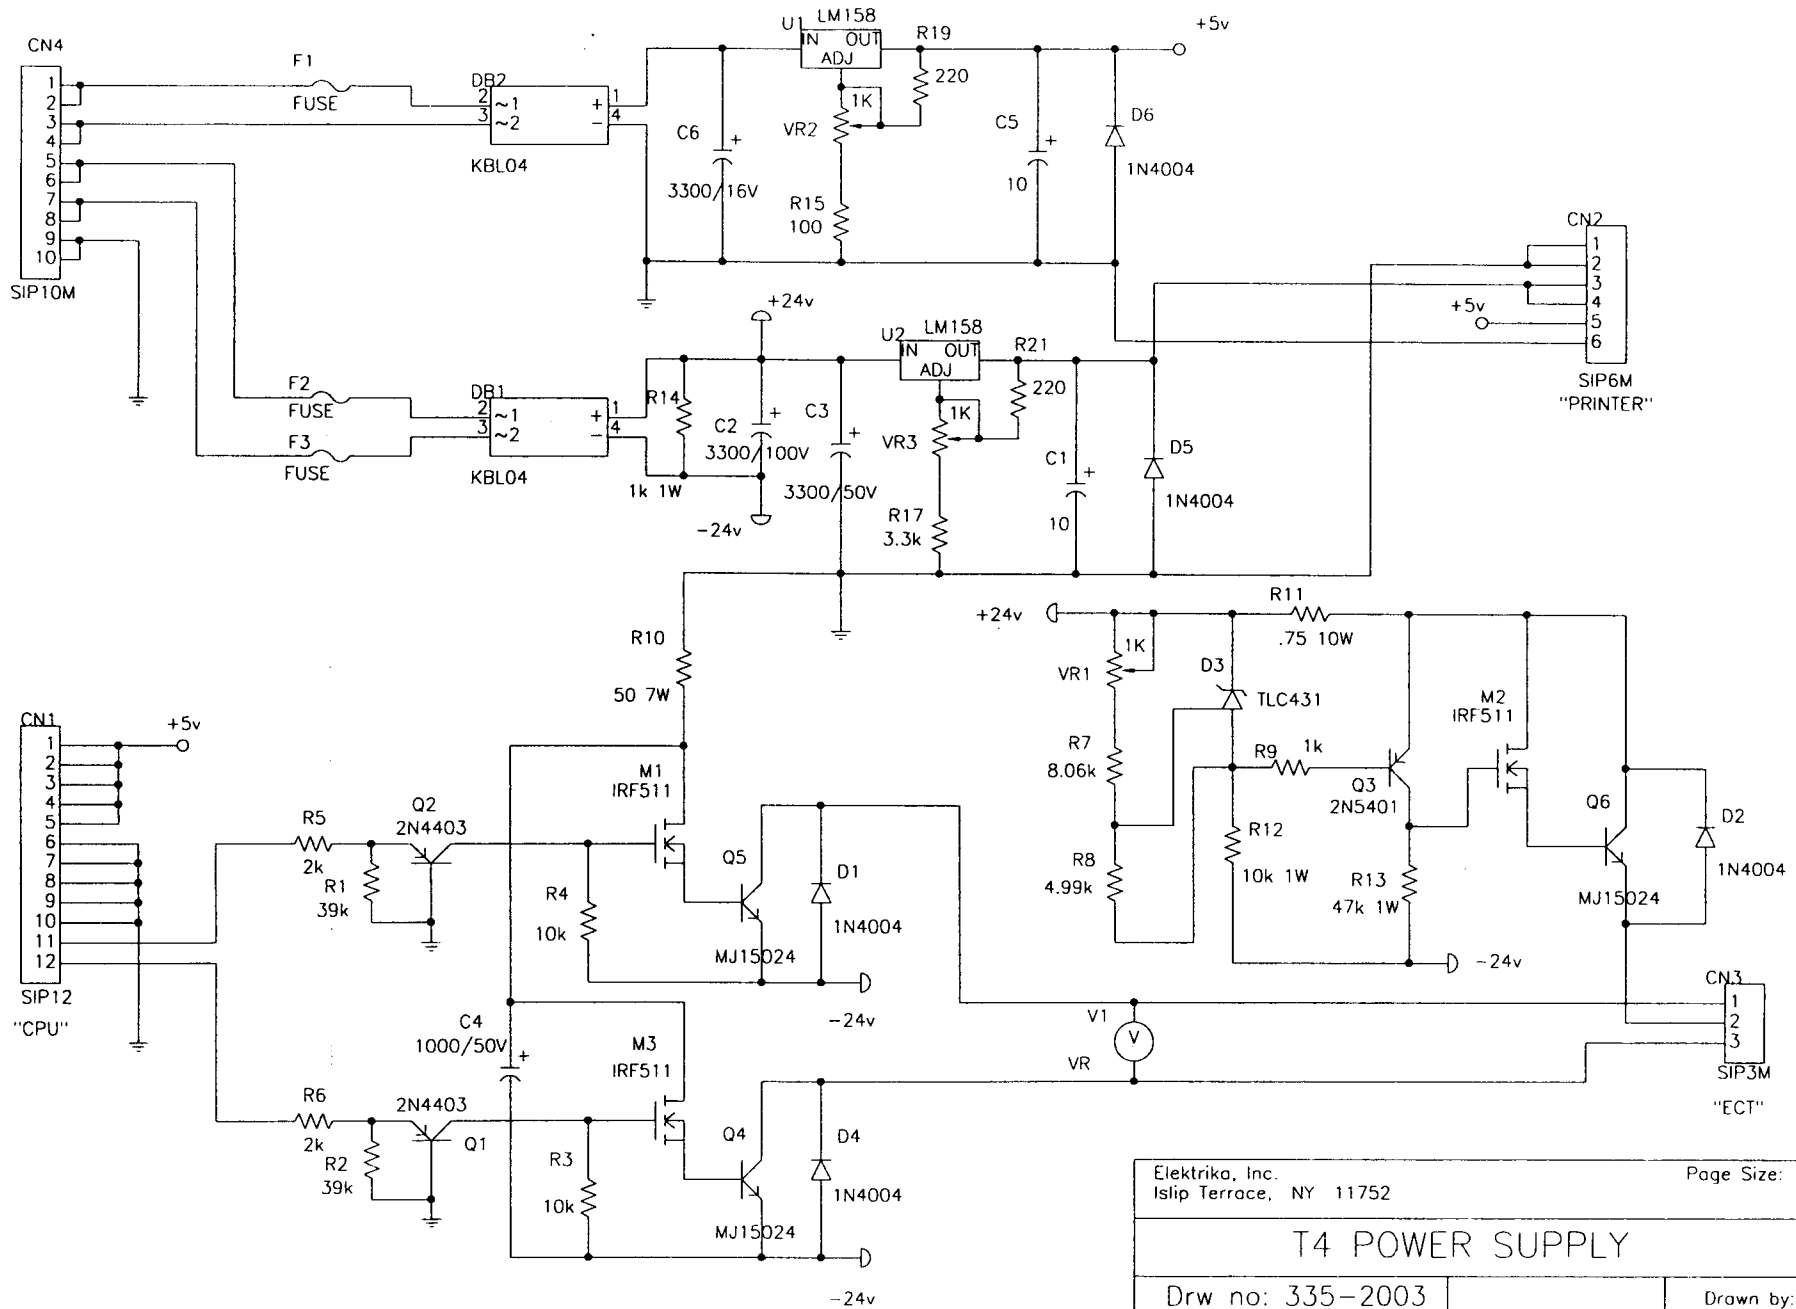 CN4
1
2
3
4
5
6
7
8
9
10
SIP10M
F1
FUSE
DB2
2 ~1
3 ~2
+ 1
− 4
KBL04
C6
+
3300/16V
U1
LM158
IN OUT
ADJ
R19
220
1K
VR2
R15
100
C5
+
10
D6
1N4004
+5v
CN2
1
2
3
4
5
6
+5v
SIP6M
"PRINTER"
F2
FUSE
F3
FUSE
DB1
2 ~1
3 ~2
+ 1
− 4
KBL04
R14
1k 1W
+24v
C2
+
3300/100V
-24v
C3
+
3300/50V
U2
LM158
IN OUT
ADJ
R21
220
1K
VR3
R17
3.3k
C1
+
10
D5
1N4004
R10
50 7W
+24v
R11
.75 10W
1K
VR1
D3
TLC431
R7
8.06k
R8
4.99k
R9
1k
R12
10k 1W
Q3
2N5401
R13
47k 1W
M2
IRF511
Q6
MJ15024
D2
1N4004
-24v
CN1
1
2
3
4
5
6
7
8
9
10
11
12
SIP12
"CPU"
+5v
R5
2k
R1
39k
Q2
2N4403
R4
10k
M1
IRF511
Q5
MJ15024
D1
1N4004
-24v
C4
1000/50V
+
R6
2k
R2
39k
2N4403
Q1
R3
10k
M3
IRF511
Q4
MJ15024
D4
1N4004
-24v
V1
V
VR
CN3
1
2
3
SIP3M
"ECT"
Elektrika, Inc.
Islip Terrace, NY 11752
Page Size:
T4 POWER SUPPLY
Drw no: 335-2003
Drawn by: